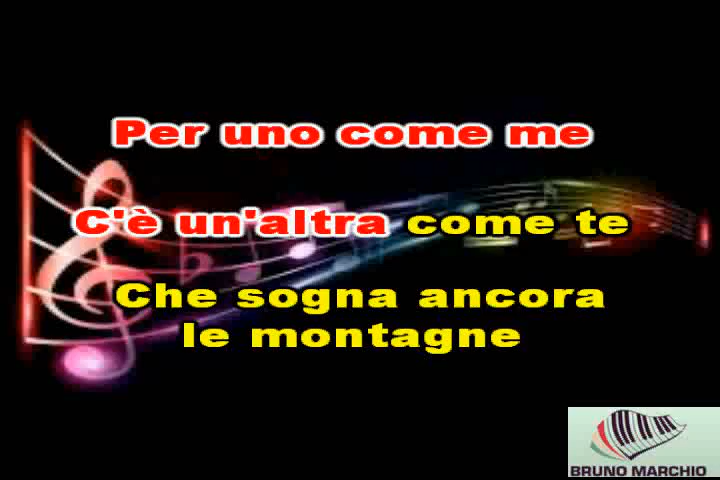 Per uno come me
C'è un'altra come te
Che sogna ancora
le montagne
BRUNO MARCHIO